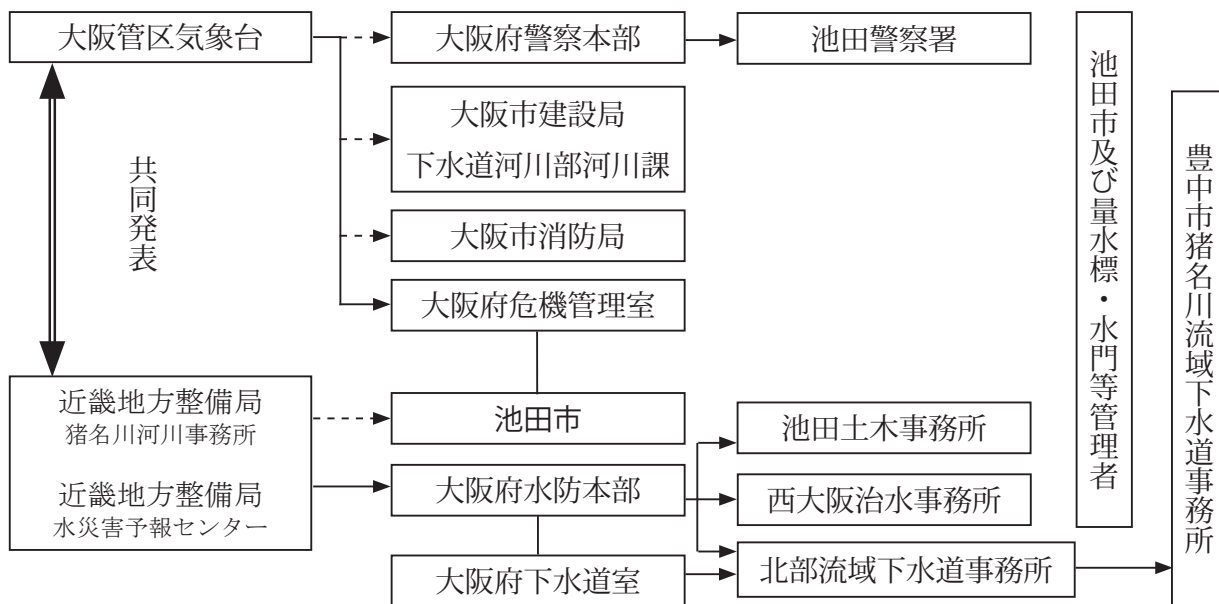 大阪管区気象台
大阪府警察本部
池田警察署
大阪市建設局
下水道河川部河川課
大阪市消防局
大阪府危機管理室
共同発表
近畿地方整備局
猪名川河川事務所
近畿地方整備局
水災害予報センター
池田市
大阪府水防本部
大阪府下水道室
池田土木事務所
西大阪治水事務所
北部流域下水道事務所
池田市及び量水標・水門等管理者
豊中市猪名川流域下水道事務所